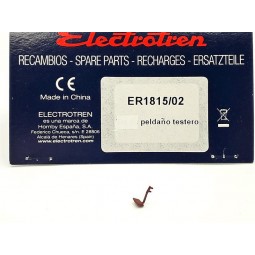 Electrotren
RECAMBIOS - SPARE PARTS - RECHARGES - ERSATZTEILE
CE
Made in China
ER1815/02
peldaño testero
ELECTROTREN
es una marca de
Hornby España, S.A.
Federico Chueca, s/n E 28806
Alcalá de Henares (Spain)
www.electrotren.com